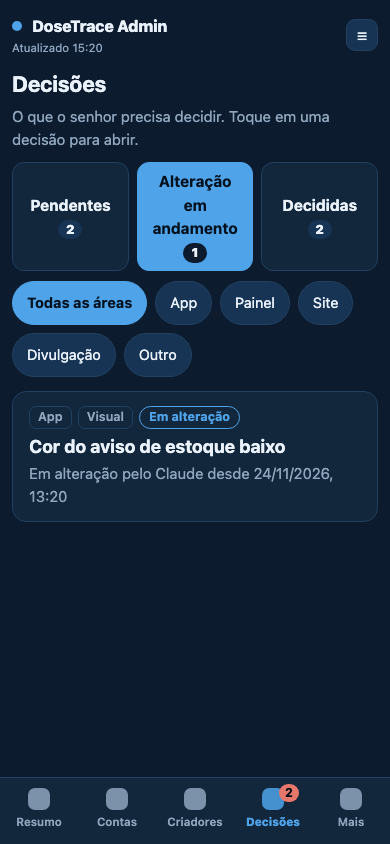 DoseTrace Admin
Atualizado 15:20
≡
Decisões
O que o senhor precisa decidir. Toque em uma
decisão para abrir.
Pendentes
2
Alteração
em
andamento
1
Decididas
2
Todas as áreas
App
Painel
Site
Divulgação
Outro
App
Visual
Em alteração
Cor do aviso de estoque baixo
Em alteração pelo Claude desde 24/11/2026,
13:20
Resumo
Contas
Criadores
2
Decisões
Mais